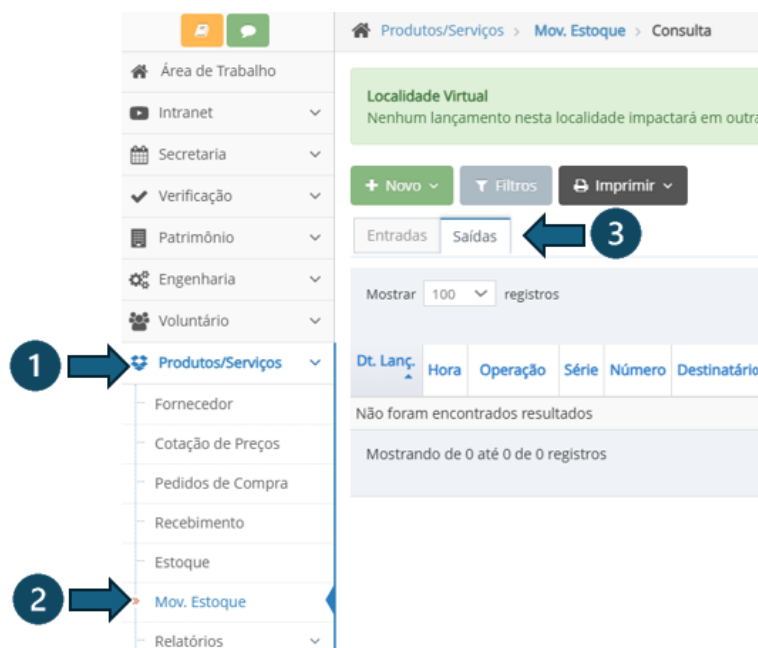 Produtos/Serviços > Mov. Estoque > Consulta
Área de Trabalho
Intranet
Secretaria
Verificação
Patrimônio
Engenharia
Voluntário
1
Produtos/Serviços
Fornecedor
Cotação de Preços
Pedidos de Compra
Recebimento
Estoque
2
» Mov. Estoque
Relatórios
Localidade Virtual
Nenhum lançamento nesta localidade impactará em outra
+ Novo Filtros Imprimir
Entradas Saídas 3
Mostrar 100 registros
Dt. Lanç. Hora Operação Série Número Destinatário
Não foram encontrados resultados
Mostrando de 0 até 0 de 0 registros